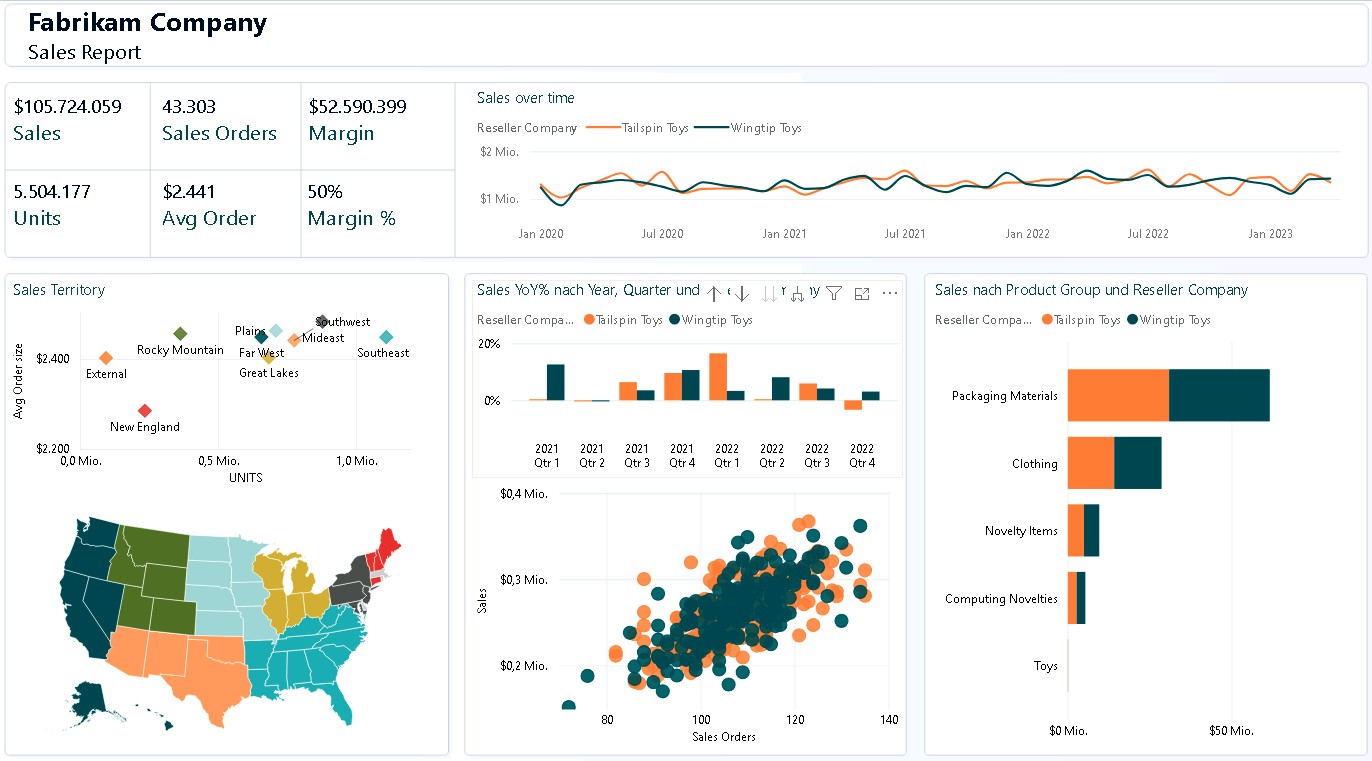 Fabrikam Company
Sales Report
$105.724.059
Sales
43.303
Sales Orders
$52.590.399
Margin
5.504.177
Units
$2.441
Avg Order
50%
Margin %
Sales over time
Reseller Company
Tailspin Toys
Wingtip Toys
$2 Mio.
$1 Mio.
Jan 2020
Jul 2020
Jan 2021
Jul 2021
Jan 2022
Jul 2022
Jan 2023
Sales Territory
Avg Order size
$2.400
$2.200
External
New England
Rocky Mountain
Plains
Far West
Great Lakes
Southwest
Mideast
Southeast
0,0 Mio.
0,5 Mio.
1,0 Mio.
UNITS
Sales YoY% nach Year, Quarter und
Reseller Compa...
Tailspin Toys
Wingtip Toys
20%
0%
2021 Qtr 1
2021 Qtr 2
2021 Qtr 3
2021 Qtr 4
2022 Qtr 1
2022 Qtr 2
2022 Qtr 3
2022 Qtr 4
Sales
$0,4 Mio.
$0,3 Mio.
$0,2 Mio.
80
100
120
140
Sales Orders
Sales nach Product Group und Reseller Company
Reseller Compa...
Tailspin Toys
Wingtip Toys
Packaging Materials
Clothing
Novelty Items
Computing Novelties
Toys
$0 Mio.
$50 Mio.